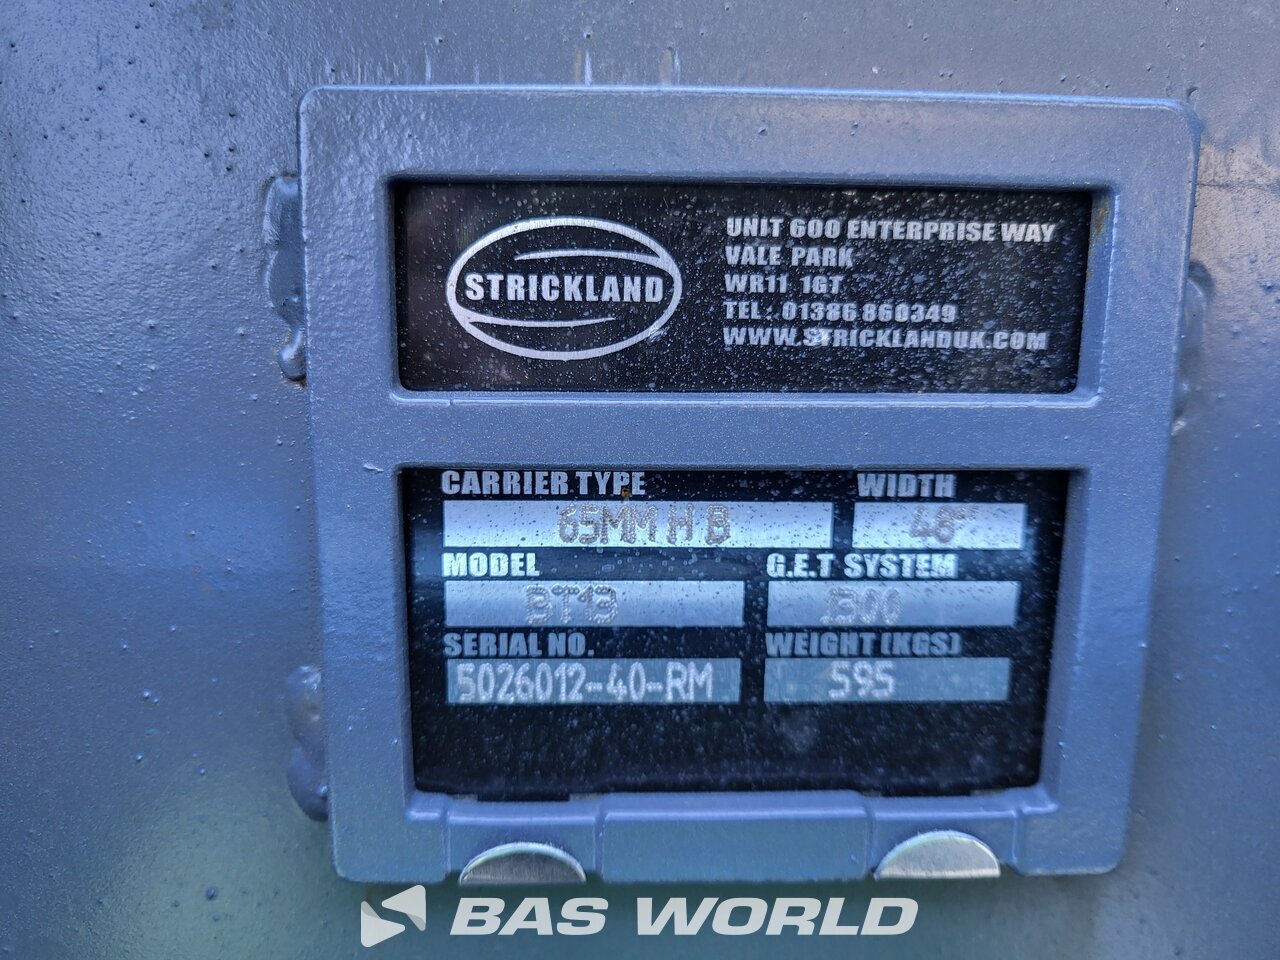 STRICKLAND
UNIT 600 ENTERPRISE WAY
VALE PARK
WR11 1GT
TEL: 01386 860349
WWW.STRICKLANDUK.COM
CARRIER TYPE WIDTH
65MM H B 48"
MODEL G.E.T SYSTEM
BT13 J300
SERIAL NO. WEIGHT (KGS)
5026012-40-RM 595
BAS WORLD